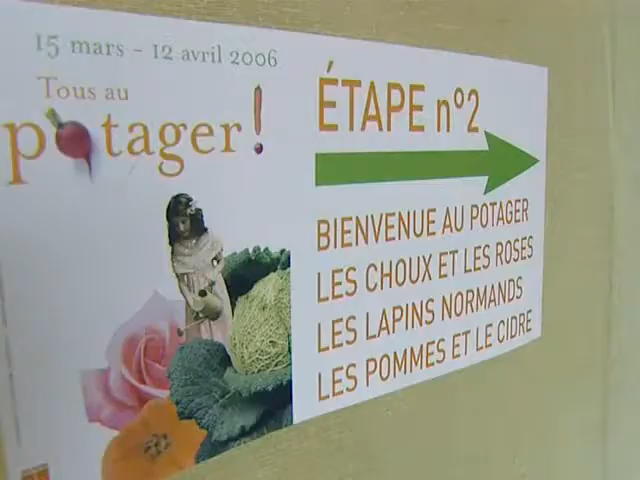 15 mars - 12 avril 2006
Tous au
potager!
ÉTAPE n°2
BIENVENUE AU POTAGER
LES CHOUX ET LES ROSES
LES LAPINS NORMANDS
LES POMMES ET LE CIDRE